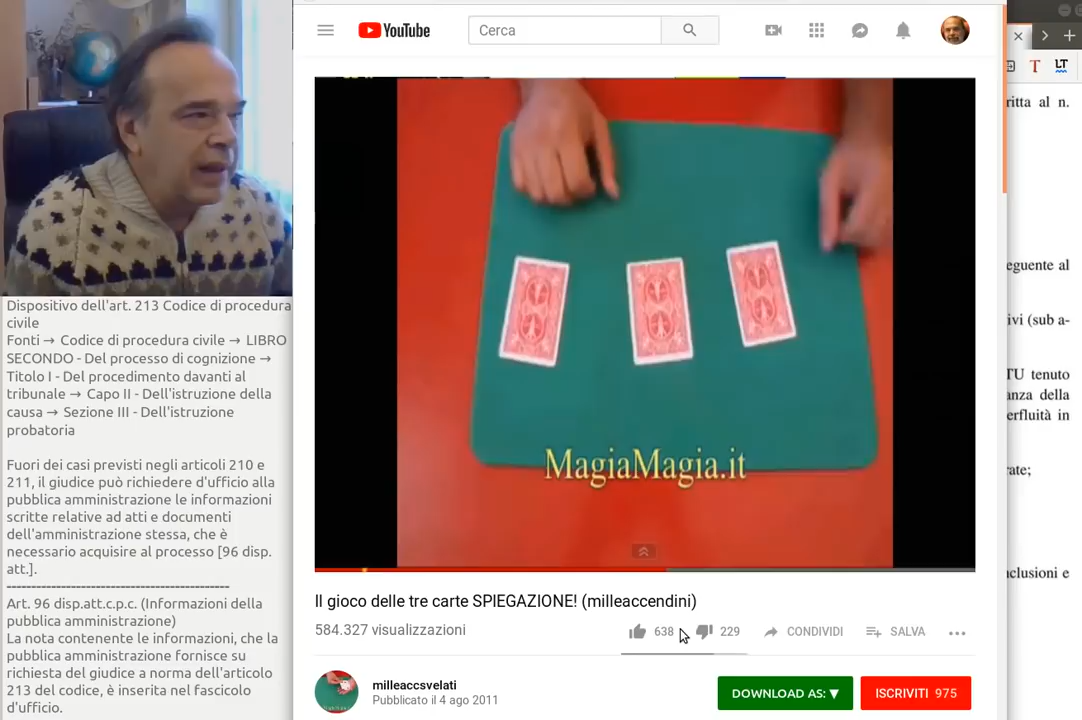 Dispositivo dell'art. 213 Codice di procedura
civile
Fonti → Codice di procedura civile → LIBRO
SECONDO - Del processo di cognizione →
Titolo I - Del procedimento davanti al
tribunale → Capo II - Dell'istruzione della
causa → Sezione III - Dell'istruzione
probatoria
Fuori dei casi previsti negli articoli 210 e
211, il giudice può richiedere d'ufficio alla
pubblica amministrazione le informazioni
scritte relative ad atti e documenti
dell'amministrazione stessa, che è
necessario acquisire al processo [96 disp.
att.].
--------------------------------------------
Art. 96 disp.att.c.p.c. (Informazioni della
pubblica amministrazione)
La nota contenente le informazioni, che la
pubblica amministrazione fornisce su
richiesta del giudice a norma dell'articolo
213 del codice, è inserita nel fascicolo
d'ufficio.
YouTube
Cerca
MagiaMagia.it
Il gioco delle tre carte SPIEGAZIONE! (milleaccendini)
584.327 visualizzazioni
638 229 CONDIVIDI SALVA
milleaccsvelati
Pubblicato il 4 ago 2011
DOWNLOAD AS: ▼
ISCRIVITI 975
T LT
ritta al n.
eguente al
ivi (sub a-
TU tenuto
anza della
erfluità in
rate;
nclusioni e